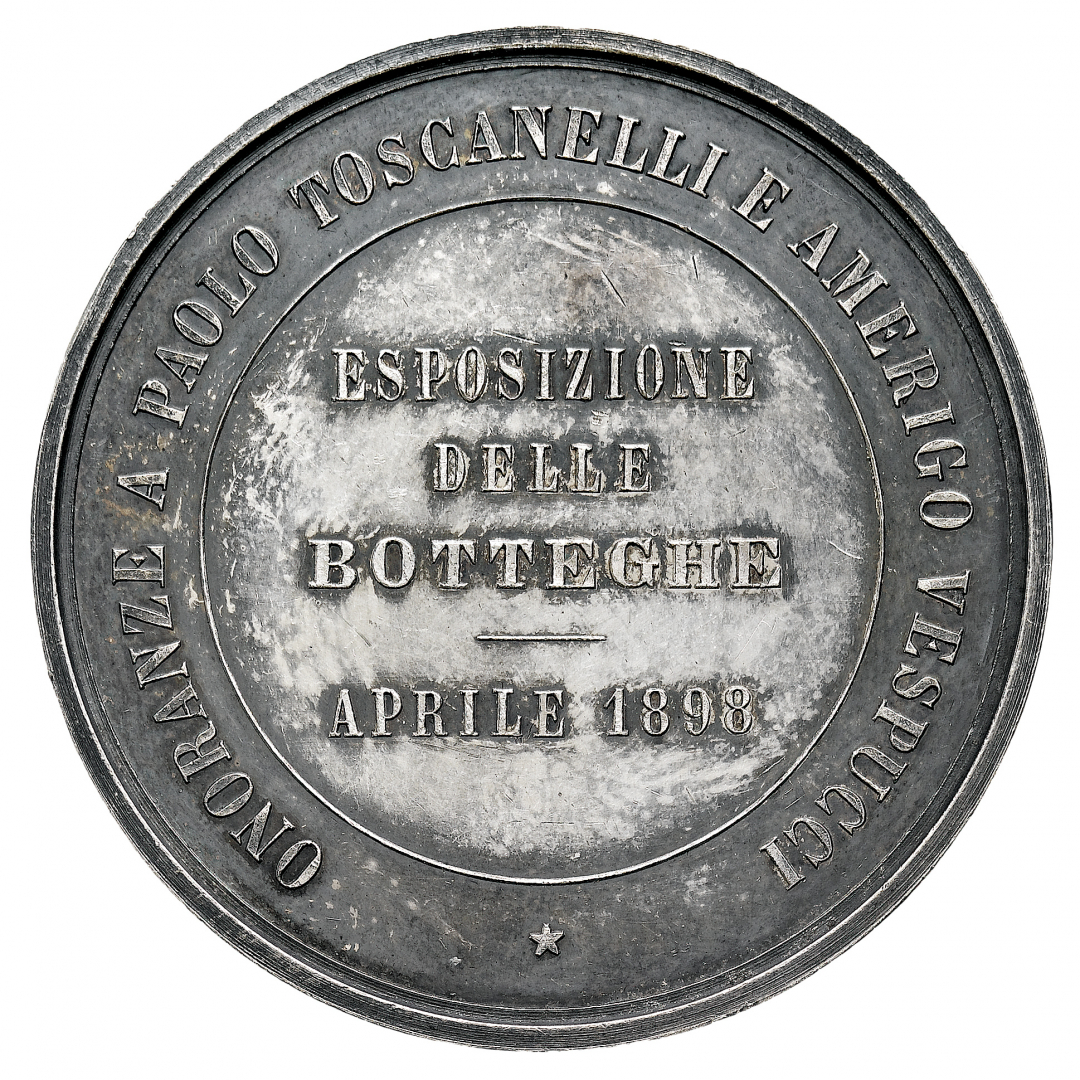 ONORANZE A PAOLO TOSCANELLI E AMERIGO VESPUCCI
ESPOSIZIONE
DELLE
BOTTEGHE
APRILE 1898